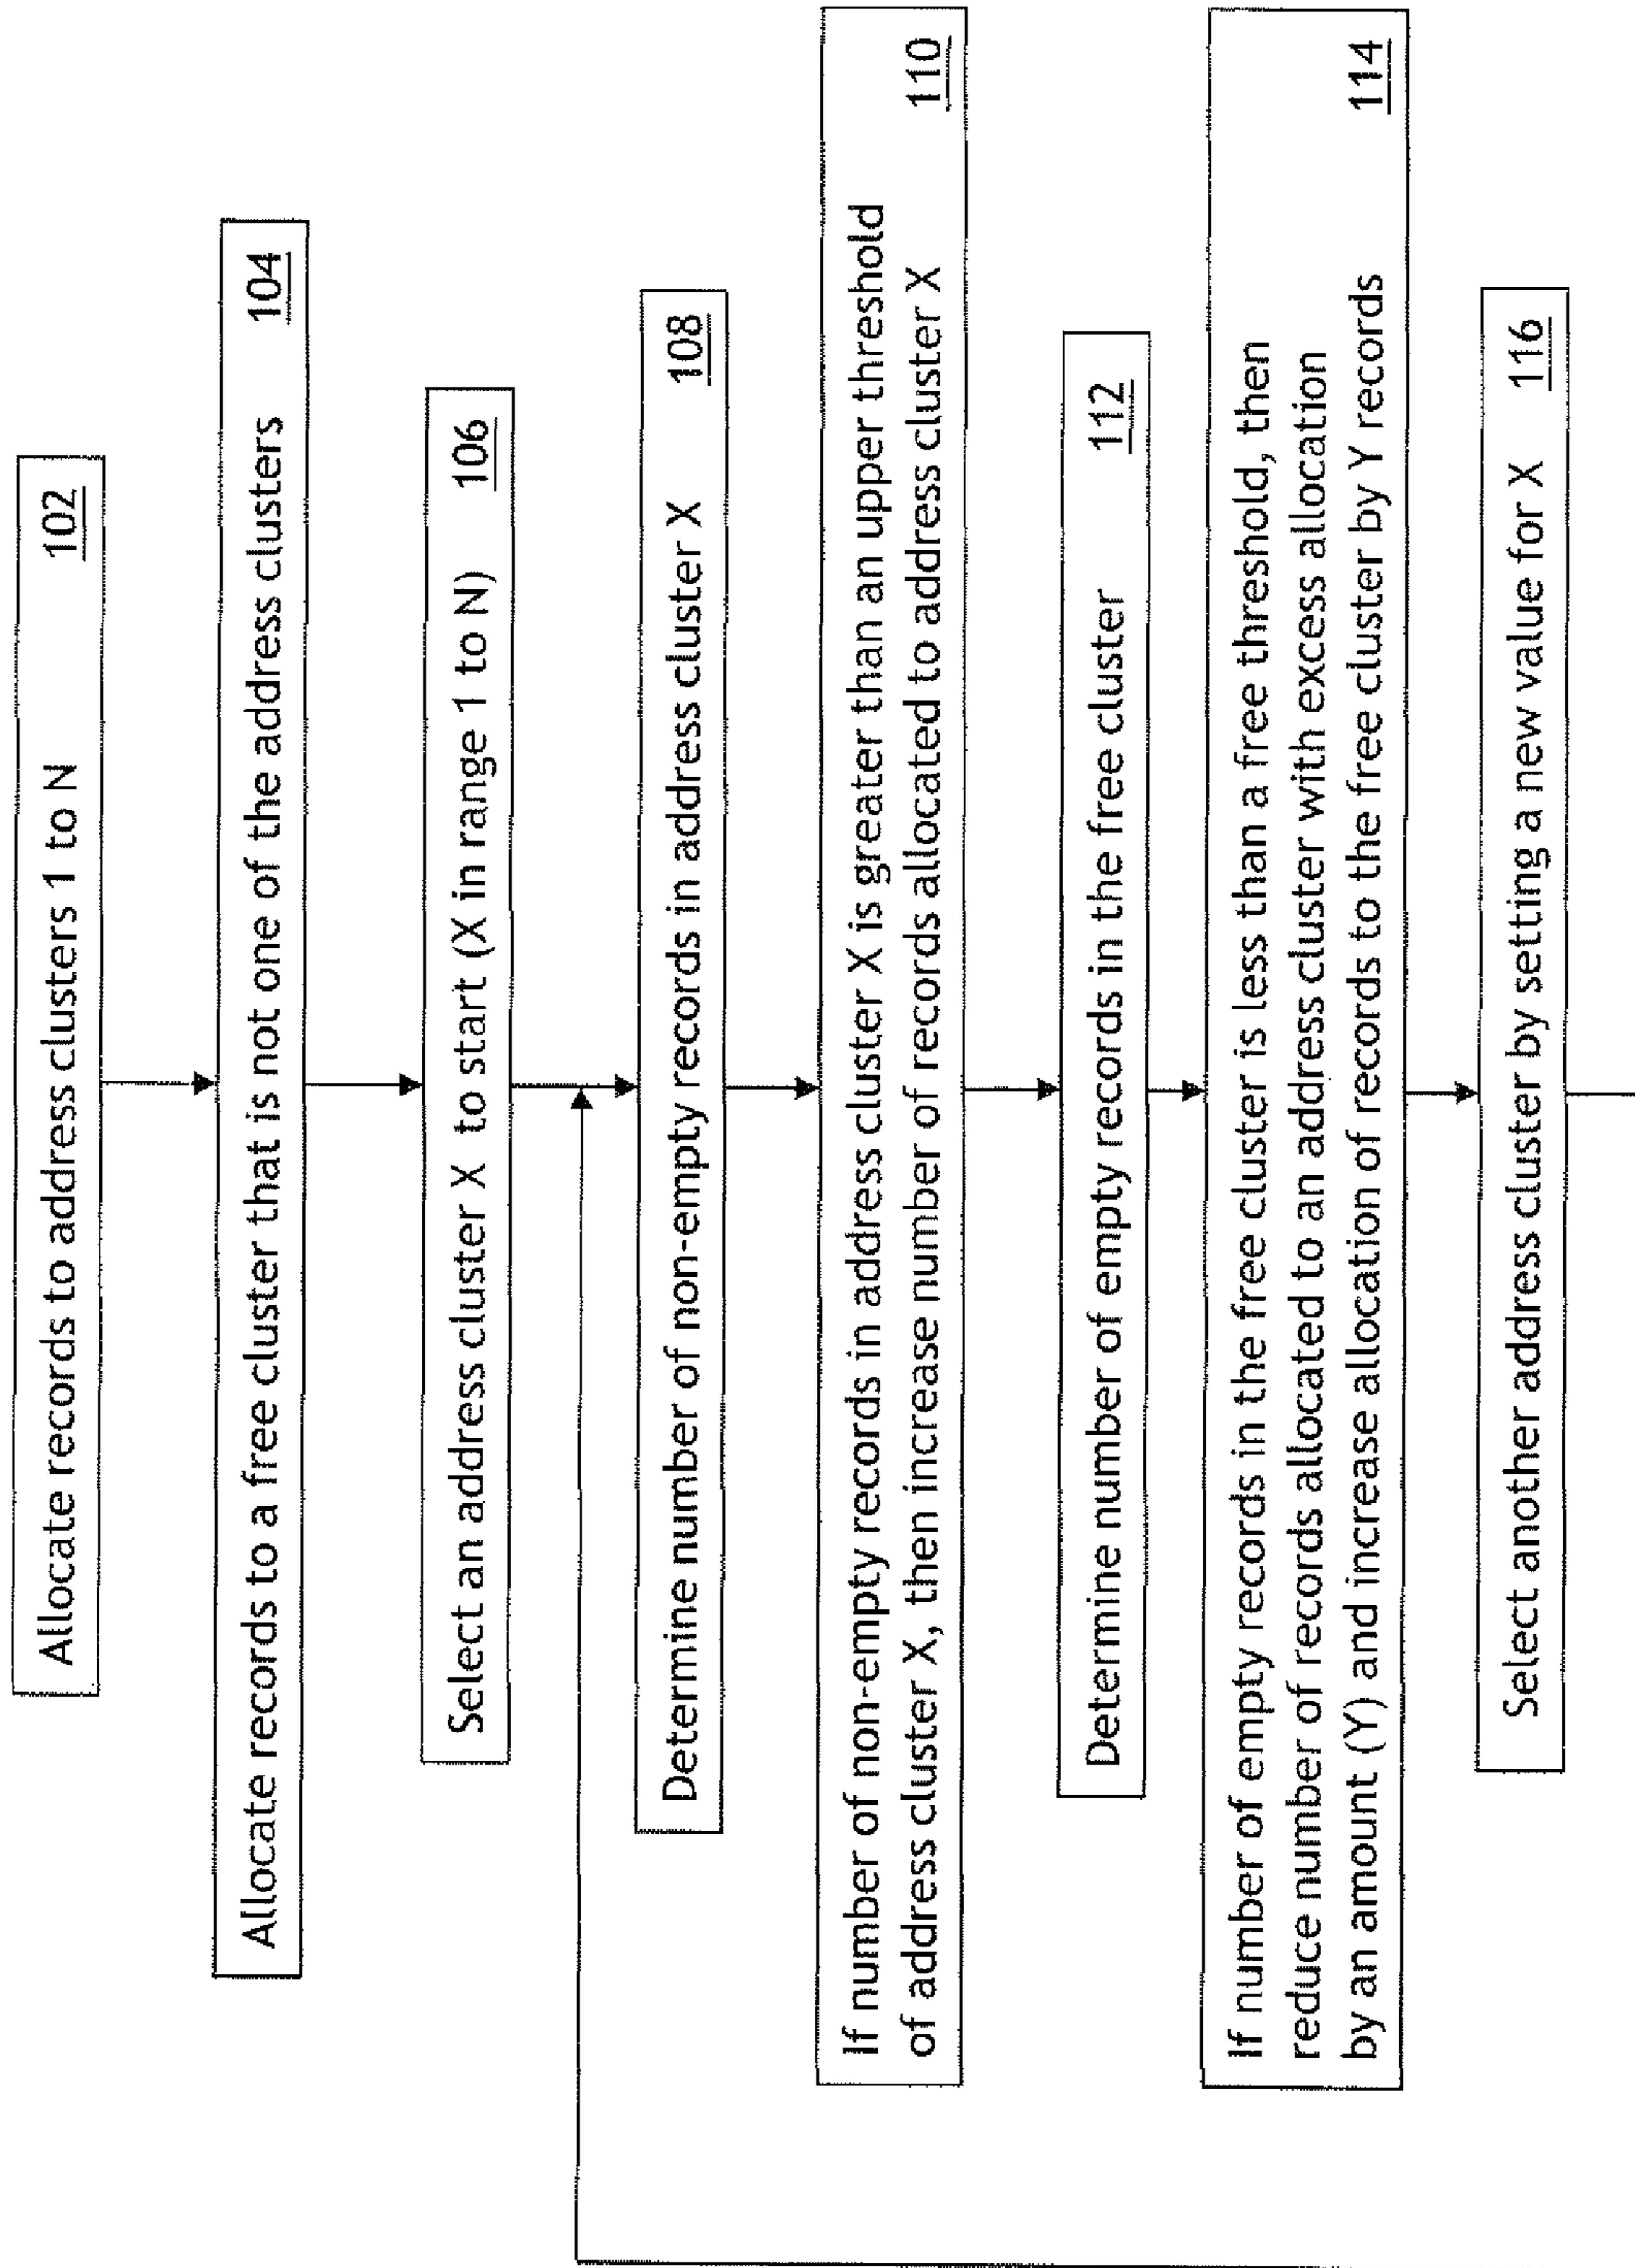 Allocate records to address clusters 1 to N 102
Allocate records to a free cluster that is not one of the address clusters 104
Select an address cluster X to start (X in range 1 to N) 106
Determine number of non-empty records in address cluster X 108
If number of non-empty records in address cluster X is greater than an upper threshold
of address cluster X, then increase number of records allocated to address cluster X 110
Determine number of empty records in the free cluster 112
If number of empty records in the free cluster is less than a free threshold, then
reduce number of records allocated to an address cluster with excess allocation
by an amount (Y) and increase allocation of records to the free cluster by Y records 114
Select another address cluster by setting a new value for X 116